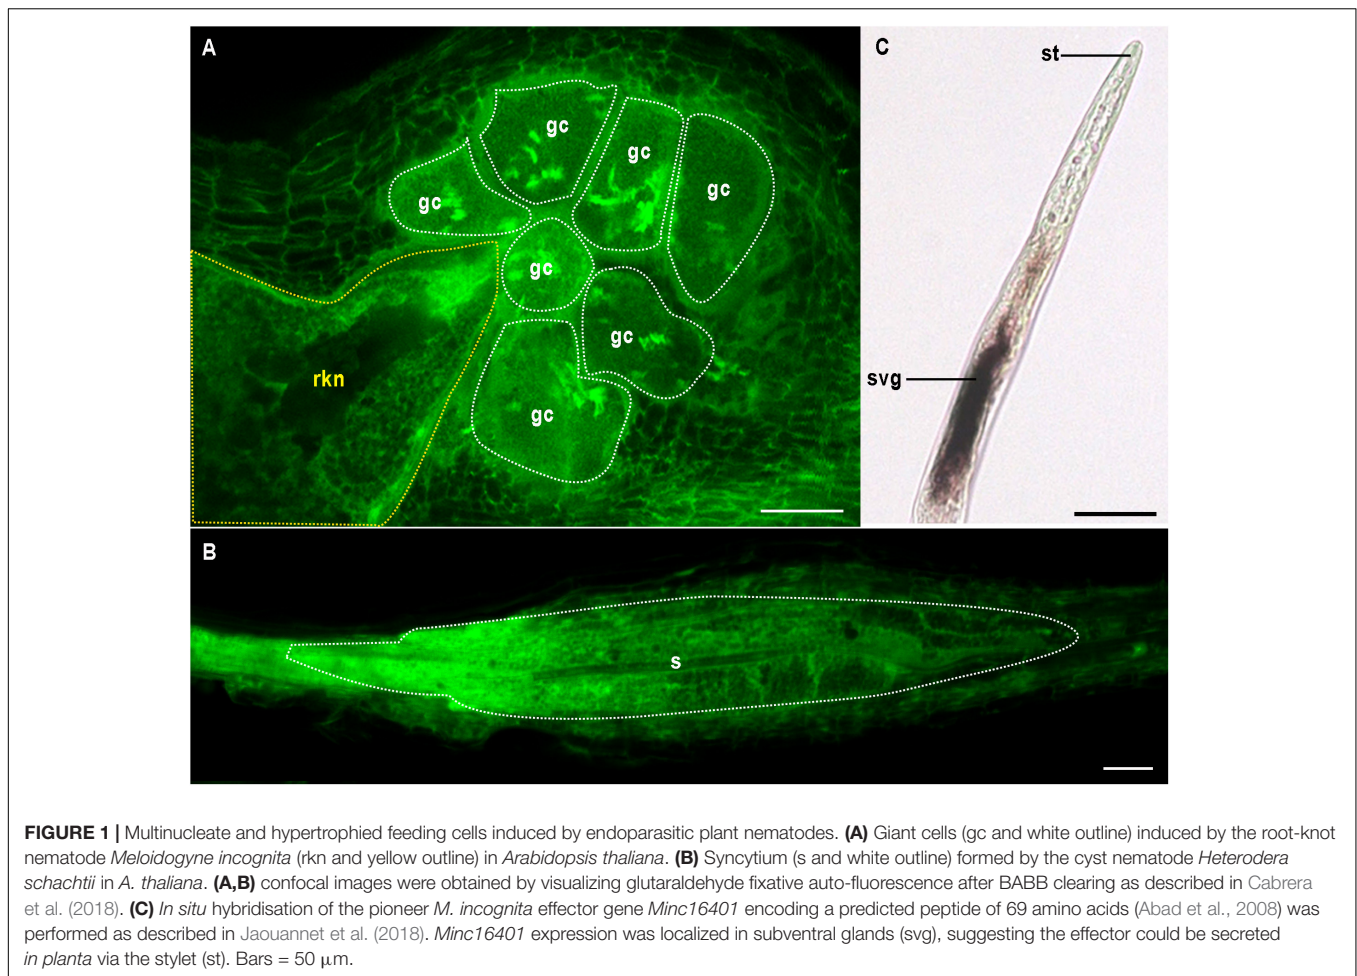 A
gc
gc
gc
gc
gc
gc
gc
rkn
C
st
svg
B
s
FIGURE 1 | Multinucleate and hypertrophied feeding cells induced by endoparasitic plant nematodes. (A) Giant cells (gc and white outline) induced by the root-knot
nematode Meloidogyne incognita (rkn and yellow outline) in Arabidopsis thaliana. (B) Syncytium (s and white outline) formed by the cyst nematode Heterodera
schachtii in A. thaliana. (A,B) confocal images were obtained by visualizing glutaraldehyde fixative auto-fluorescence after BABB clearing as described in Cabrera
et al. (2018). (C) In situ hybridisation of the pioneer M. incognita effector gene Minc16401 encoding a predicted peptide of 69 amino acids (Abad et al., 2008) was
performed as described in Jaouannet et al. (2018). Minc16401 expression was localized in subventral glands (svg), suggesting the effector could be secreted
in planta via the stylet (st). Bars = 50 μm.